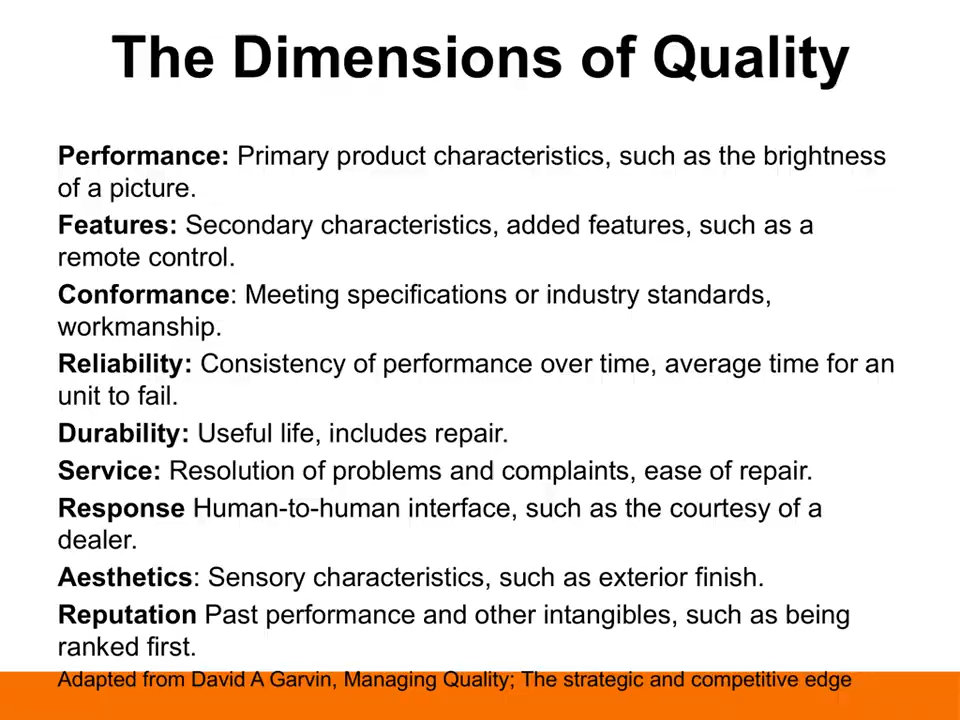 The Dimensions of Quality
Performance: Primary product characteristics, such as the brightness
of a picture.
Features: Secondary characteristics, added features, such as a
remote control.
Conformance: Meeting specifications or industry standards,
workmanship.
Reliability: Consistency of performance over time, average time for an
unit to fail.
Durability: Useful life, includes repair.
Service: Resolution of problems and complaints, ease of repair.
Response Human-to-human interface, such as the courtesy of a
dealer.
Aesthetics: Sensory characteristics, such as exterior finish.
Reputation Past performance and other intangibles, such as being
ranked first.
Adapted from David A Garvin, Managing Quality; The strategic and competitive edge